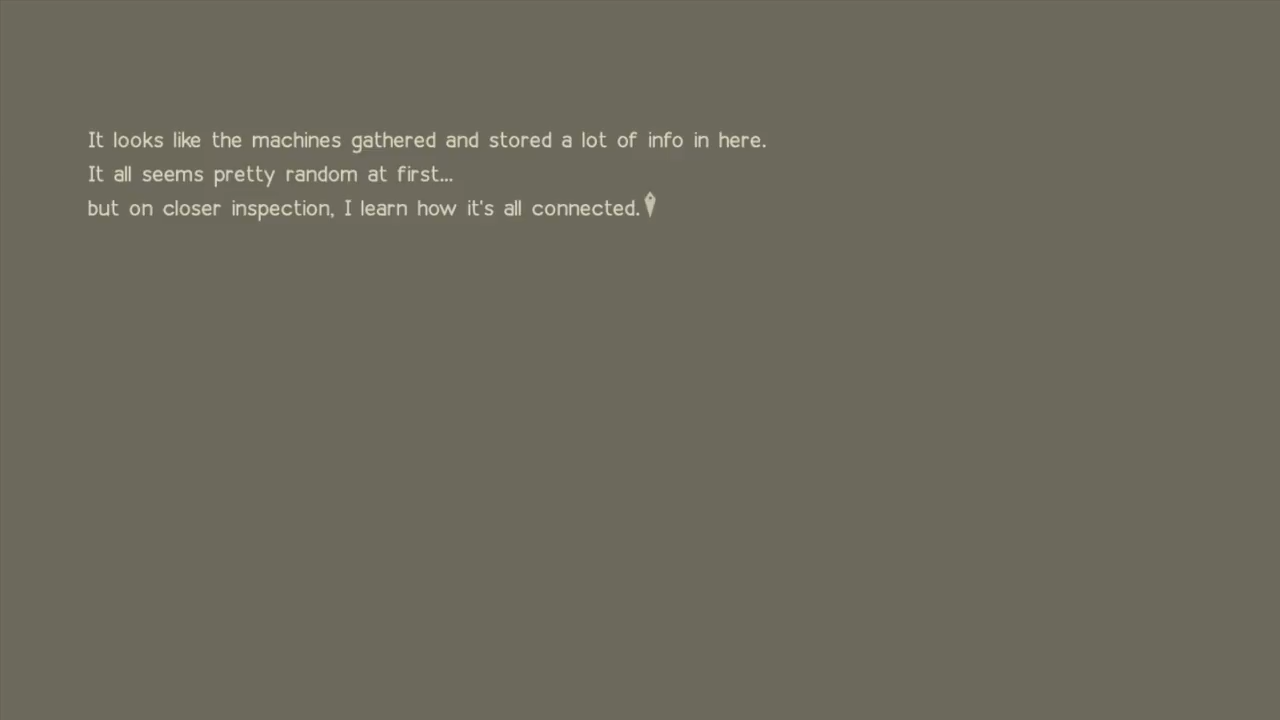 It looks like the machines gathered and stored a lot of info in here.
It all seems pretty random at first...
but on closer inspection, I learn how it's all connected.